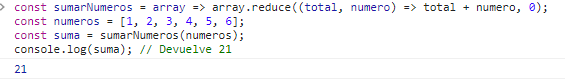 const sumarNumeros = array => array.reduce((total, numero) => total + numero, 0);
const numeros = [1, 2, 3, 4, 5, 6];
const suma = sumarNumeros(numeros);
console.log(suma); // Devuelve 21
21